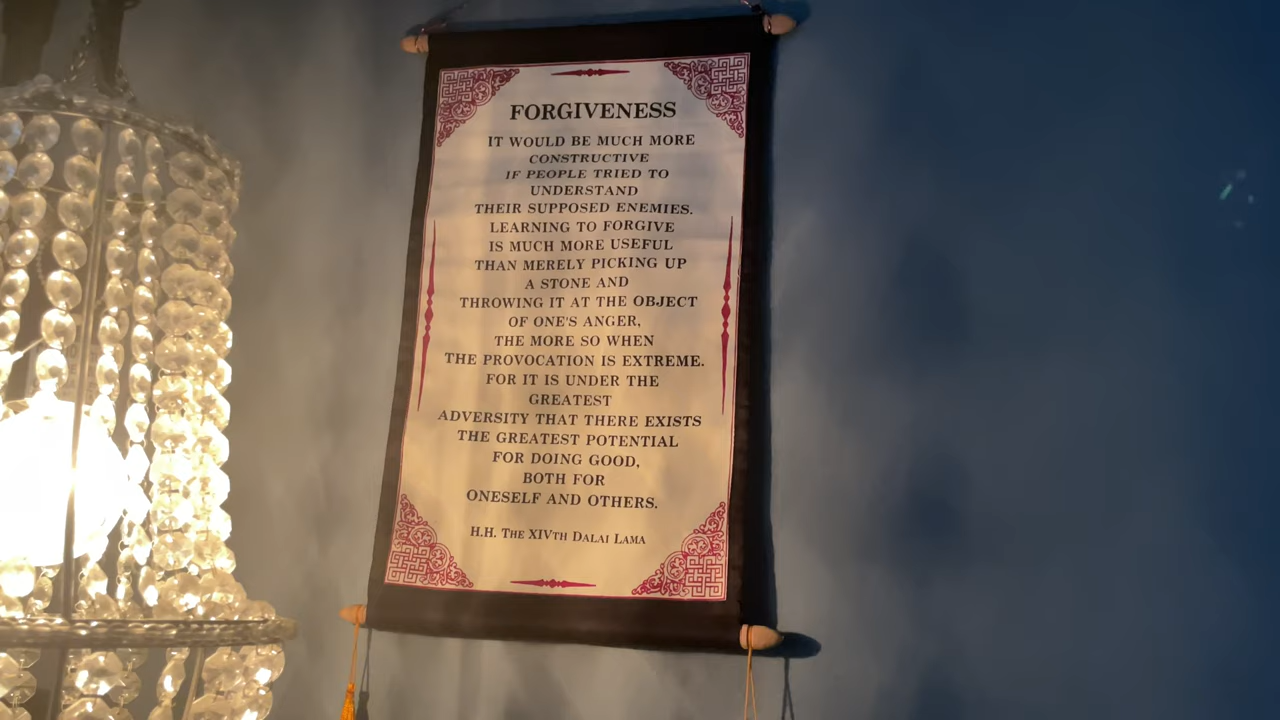 FORGIVENESS
IT WOULD BE MUCH MORE
CONSTRUCTIVE
IF PEOPLE TRIED TO
UNDERSTAND
THEIR SUPPOSED ENEMIES.
LEARNING TO FORGIVE
IS MUCH MORE USEFUL
THAN MERELY PICKING UP
A STONE AND
THROWING IT AT THE OBJECT
OF ONE'S ANGER,
THE MORE SO WHEN
THE PROVOCATION IS EXTREME.
FOR IT IS UNDER THE
GREATEST
ADVERSITY THAT THERE EXISTS
THE GREATEST POTENTIAL
FOR DOING GOOD,
BOTH FOR
ONESELF AND OTHERS.
H.H. THE XIVTH DALAI LAMA